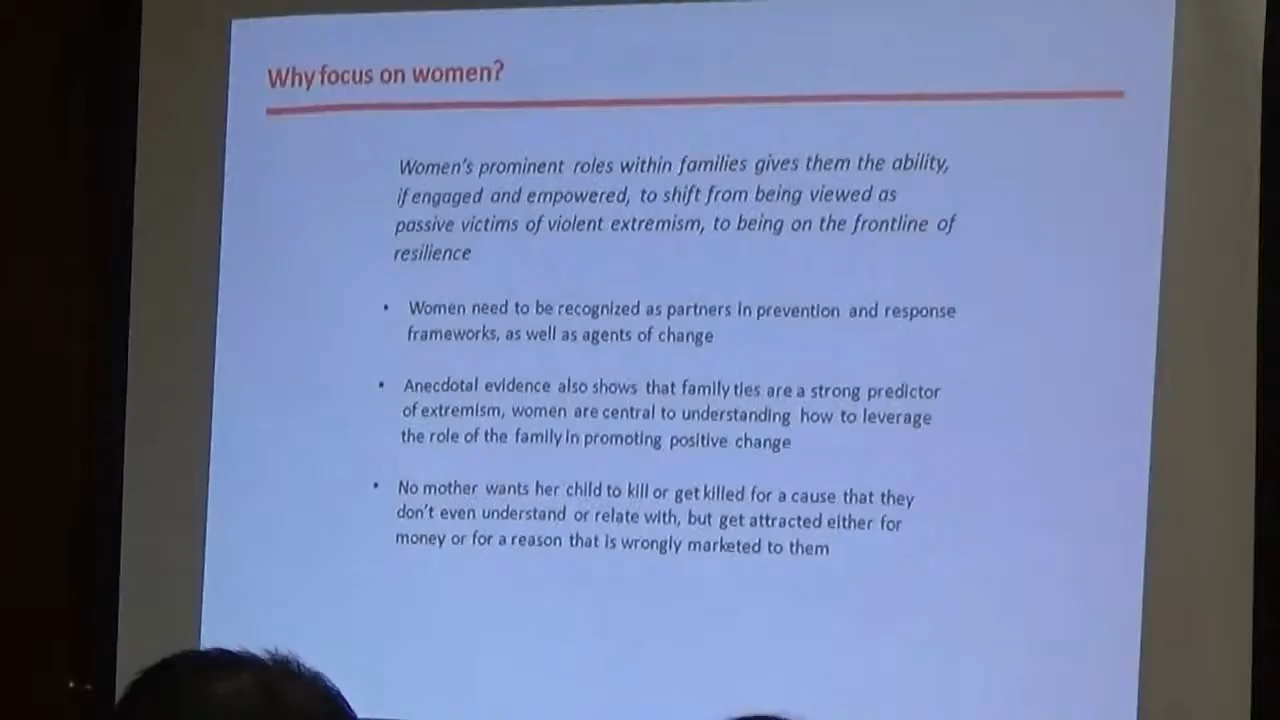 Why focus on women?
Women's prominent roles within families gives them the ability,
if engaged and empowered, to shift from being viewed as
passive victims of violent extremism, to being on the frontline of
resilience
• Women need to be recognized as partners in prevention and response
frameworks, as well as agents of change
• Anecdotal evidence also shows that family ties are a strong predictor
of extremism, women are central to understanding how to leverage
the role of the family in promoting positive change
• No mother wants her child to kill or get killed for a cause that they
don't even understand or relate with, but get attracted either for
money or for a reason that is wrongly marketed to them